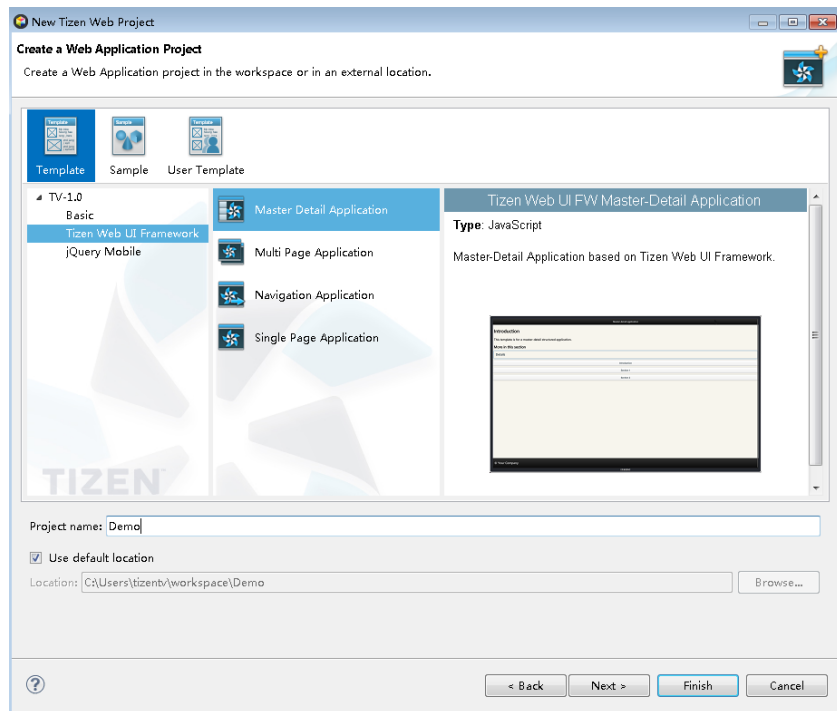 New Tizen Web Project
Create a Web Application Project
Create a Web Application project in the workspace or in an external location.
Template
Sample
User Template
TV-1.0
Basic
Tizen Web UI Framework
jQuery Mobile
Master Detail Application
Multi Page Application
Navigation Application
Single Page Application
Tizen Web UI FW Master-Detail Application
Type: JavaScript
Master-Detail Application based on Tizen Web UI Framework.
Introduction
More in this section
TIZEN
Project name: Demo
Use default location
Location: C:\Users\tizentv\workspace\Demo
Browse...
?
< Back
Next >
Finish
Cancel